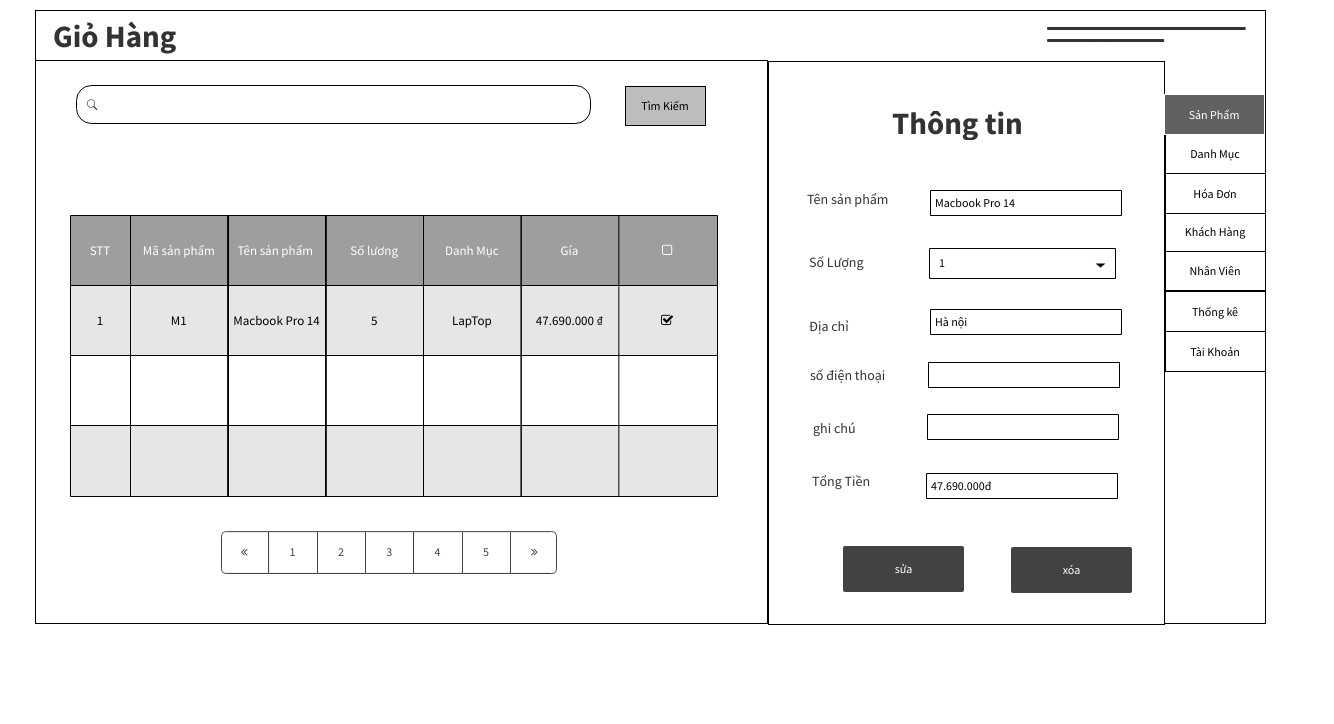 Giỏ Hàng
Tìm Kiếm
STT Mã sản phẩm Tên sản phẩm Số lương Danh Mục Gía
1 M1 Macbook Pro 14 5 LapTop 47.690.000 đ
« 1 2 3 4 5 »
Thông tin
Tên sản phẩm Macbook Pro 14
Số Lượng 1
Địa chỉ Hà nội
số điện thoại
ghi chú
Tổng Tiền 47.690.000đ
sửa xóa
Sản Phẩm
Danh Mục
Hóa Đơn
Khách Hàng
Nhân Viên
Thống kê
Tài Khoản